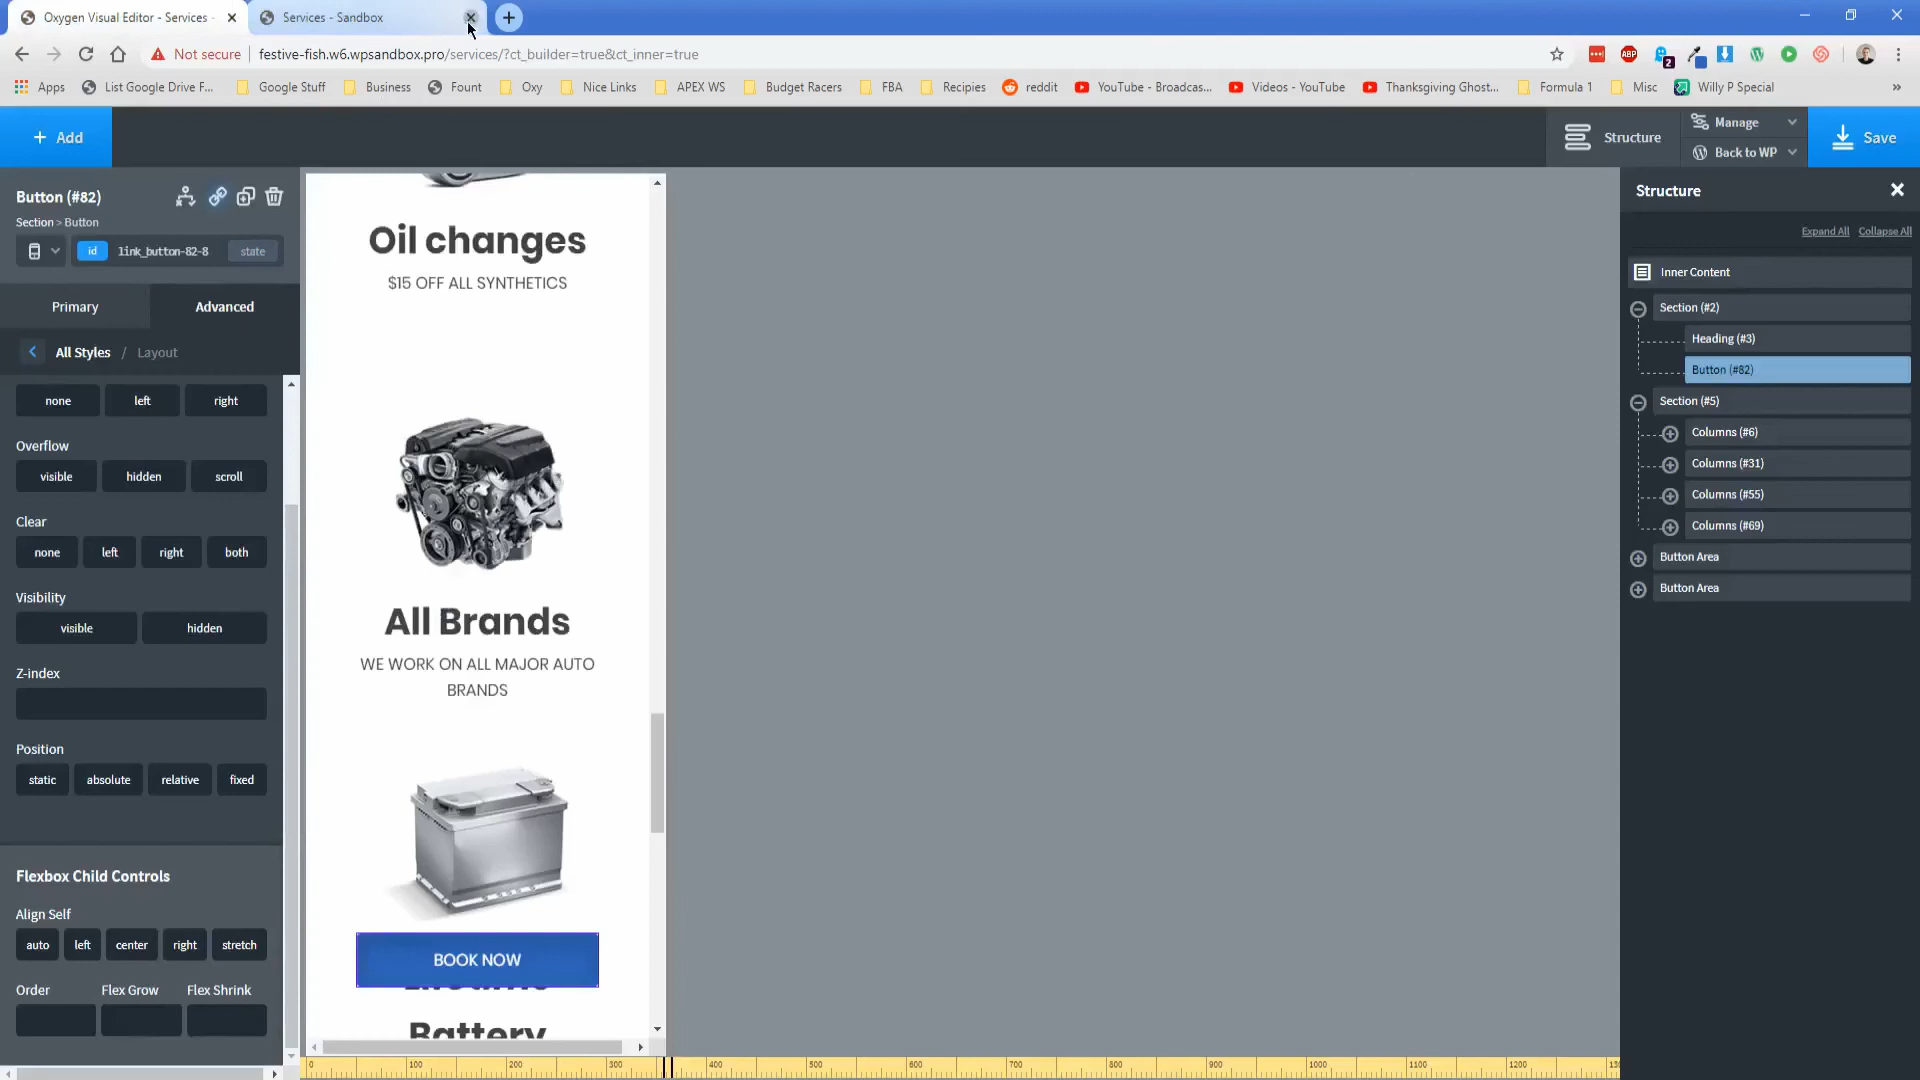 Oxygen Visual Editor - Services -
Services - Sandbox
Not secure
festive-fish.w6.wpsandbox.pro/services/?ct_builder=true&ct_inner=true
2
Apps
List Google Drive F...
Google Stuff
Business
Fount
Oxy
Nice Links
APEX WS
Budget Racers
FBA
Recipies
reddit
YouTube - Broadcas...
Videos - YouTube
Thanksgiving Ghost...
Formula 1
Misc
Willy P Special
»
+ Add
Structure
Manage
Back to WP
Save
Button (#82)
Section > Button
id
link_button-82-8
state
Primary
Advanced
All Styles / Layout
none
left
right
Overflow
visible
hidden
scroll
Clear
none
left
right
both
Visibility
visible
hidden
Z-index
Position
static
absolute
relative
fixed
Flexbox Child Controls
Align Self
auto
left
center
right
stretch
Order
Flex Grow
Flex Shrink
Oil changes
$15 OFF ALL SYNTHETICS
All Brands
WE WORK ON ALL MAJOR AUTO
BRANDS
BOOK NOW
Battery
0
100
200
300
400
500
600
700
800
900
1000
1100
1200
Structure
Expand All
Collapse All
Inner Content
Section (#2)
Heading (#3)
Button (#82)
Section (#5)
Columns (#6)
Columns (#31)
Columns (#55)
Columns (#69)
Button Area
Button Area